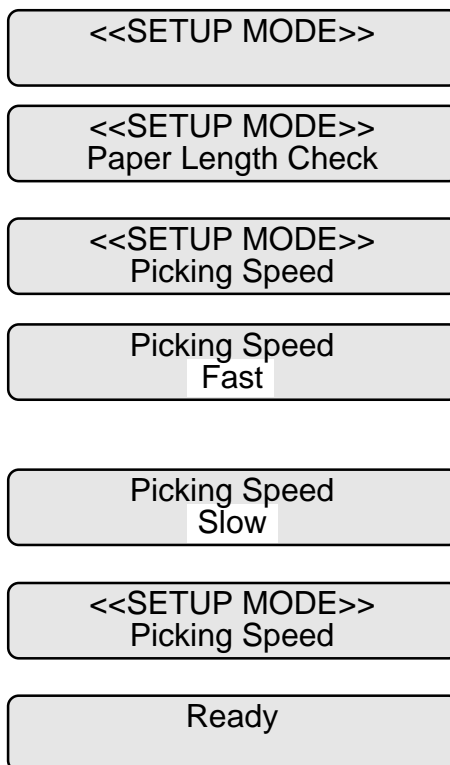 <<SETUP MODE>>
<<SETUP MODE>>
Paper Length Check
<<SETUP MODE>>
Picking Speed
Picking Speed
Fast
Picking Speed
Slow
<<SETUP MODE>>
Picking Speed
Ready